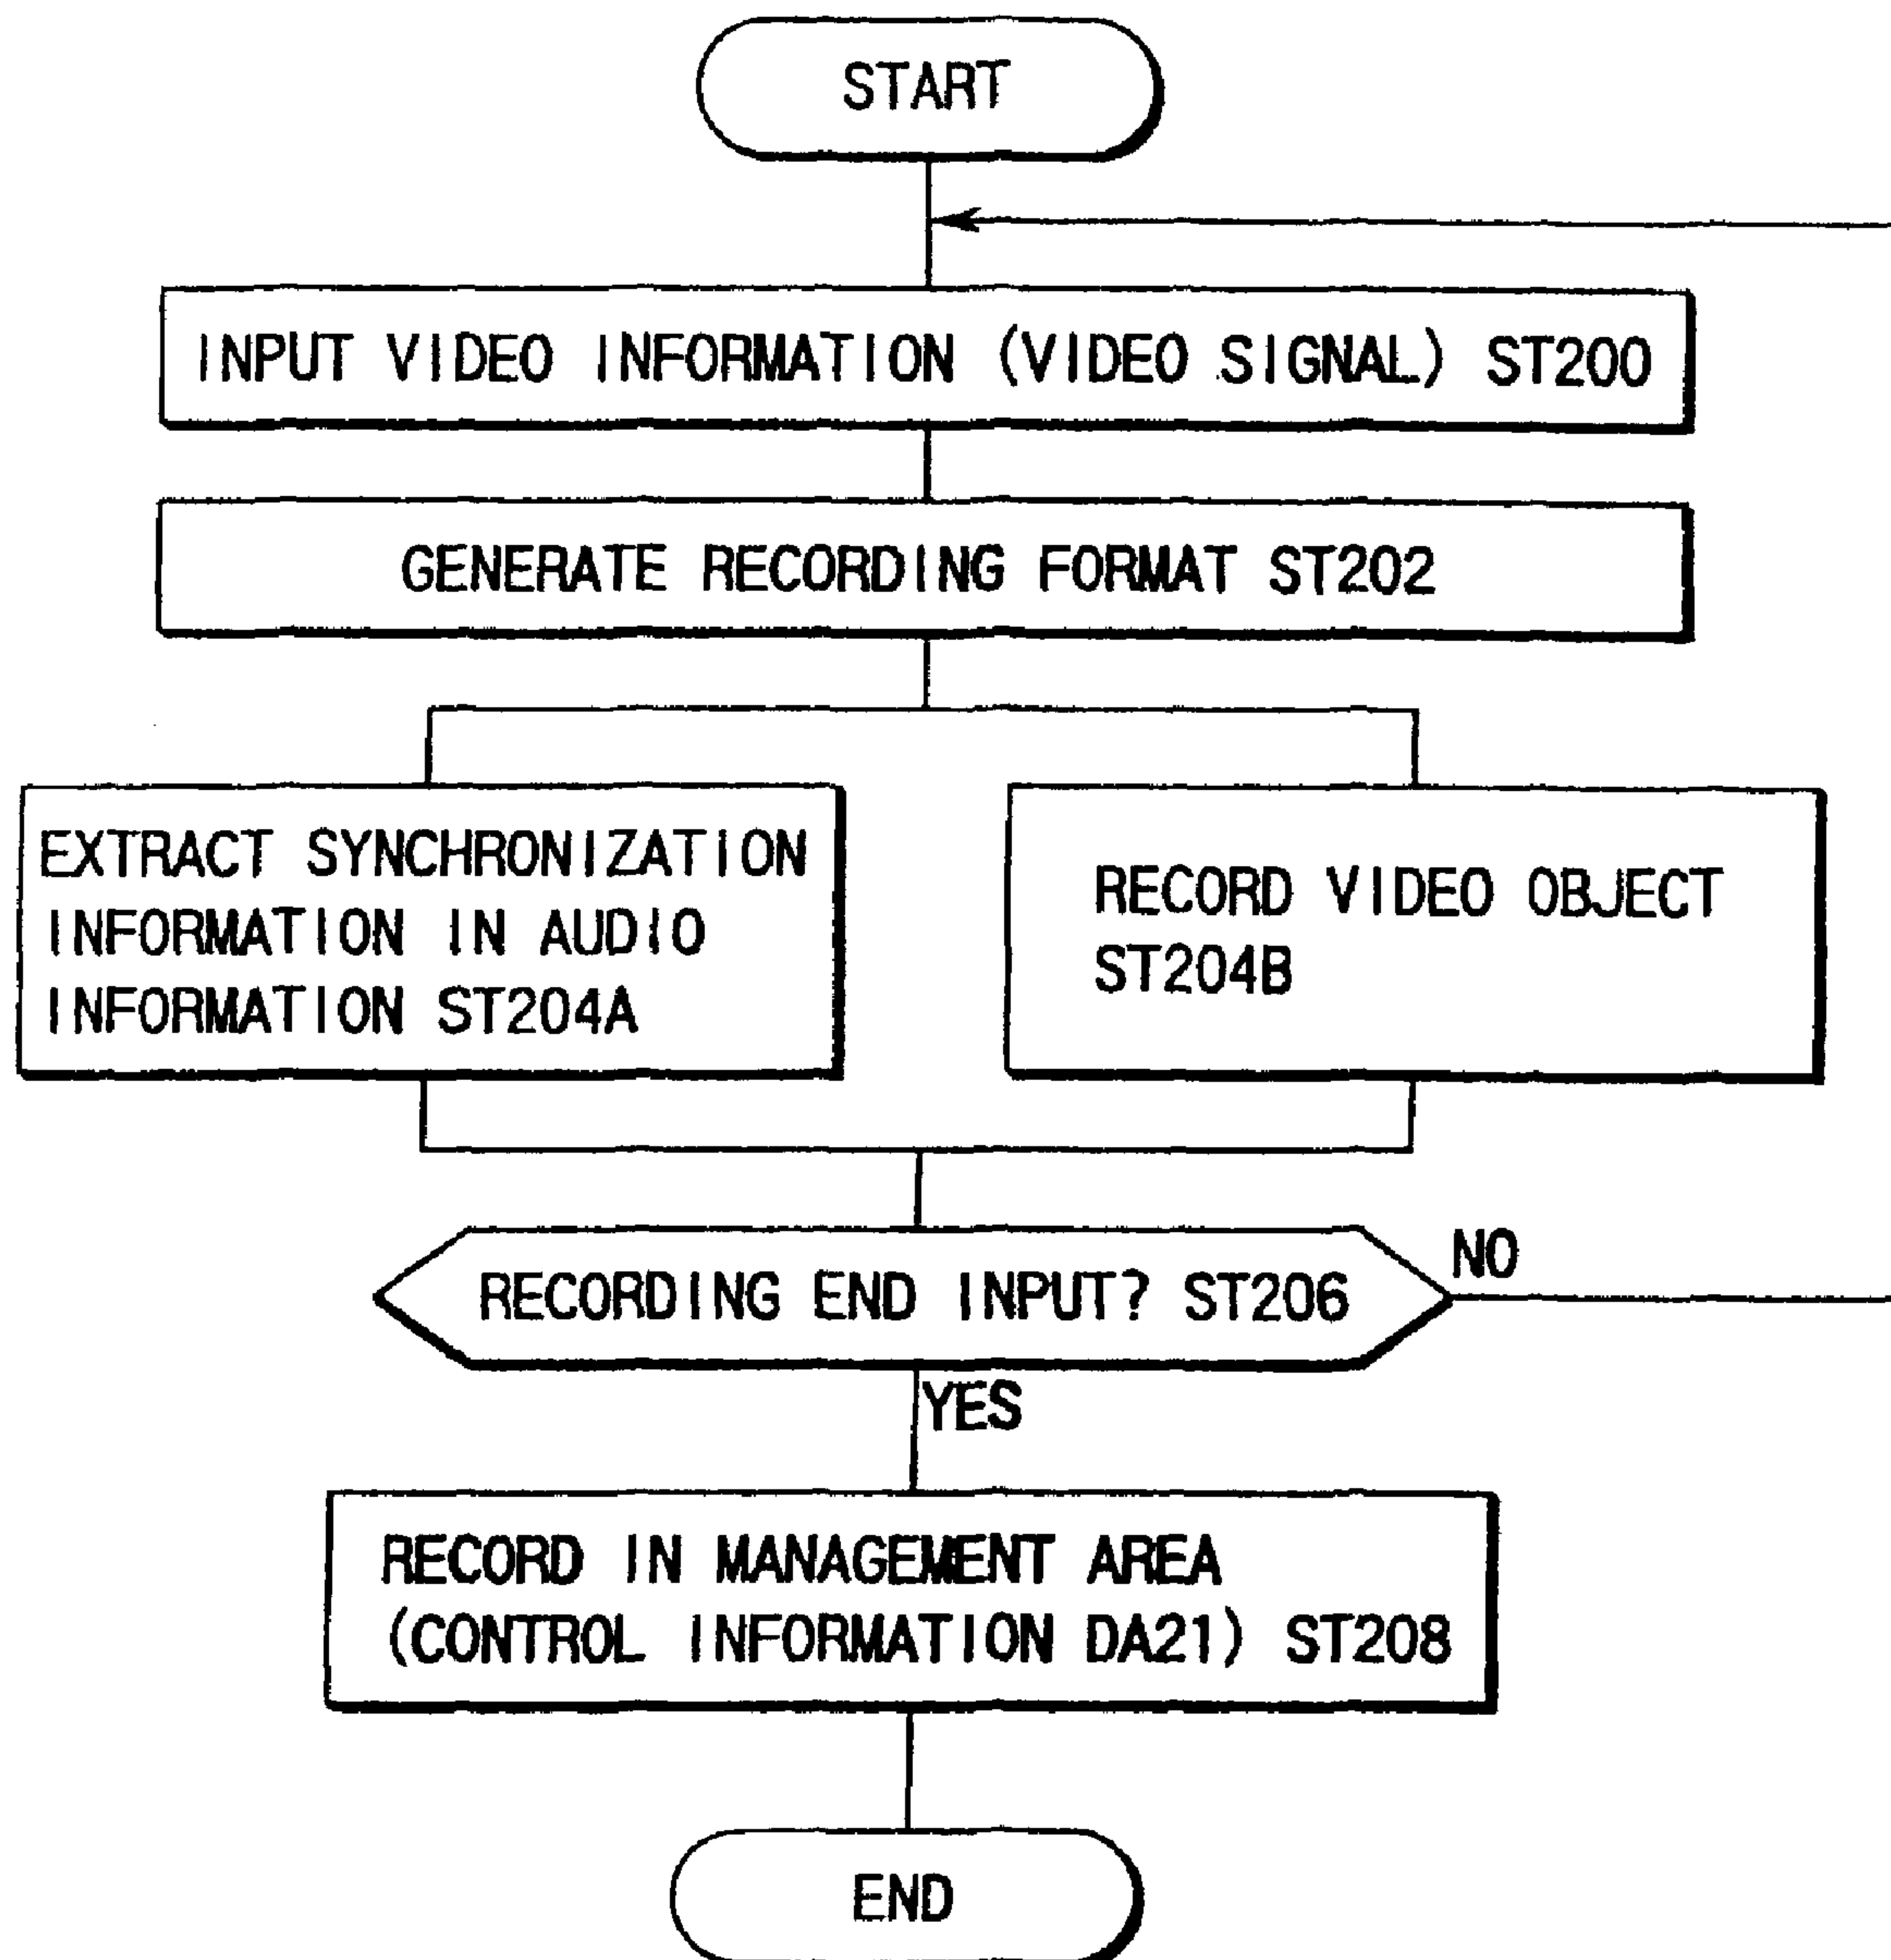 START
INPUT VIDEO INFORMATION (VIDEO SIGNAL) ST200
GENERATE RECORDING FORMAT ST202
EXTRACT SYNCHRONIZATION
INFORMATION IN AUDIO
INFORMATION ST204A
RECORD VIDEO OBJECT
ST204B
RECORDING END INPUT? ST206
NO
YES
RECORD IN MANAGEMENT AREA
(CONTROL INFORMATION DA21) ST208
END